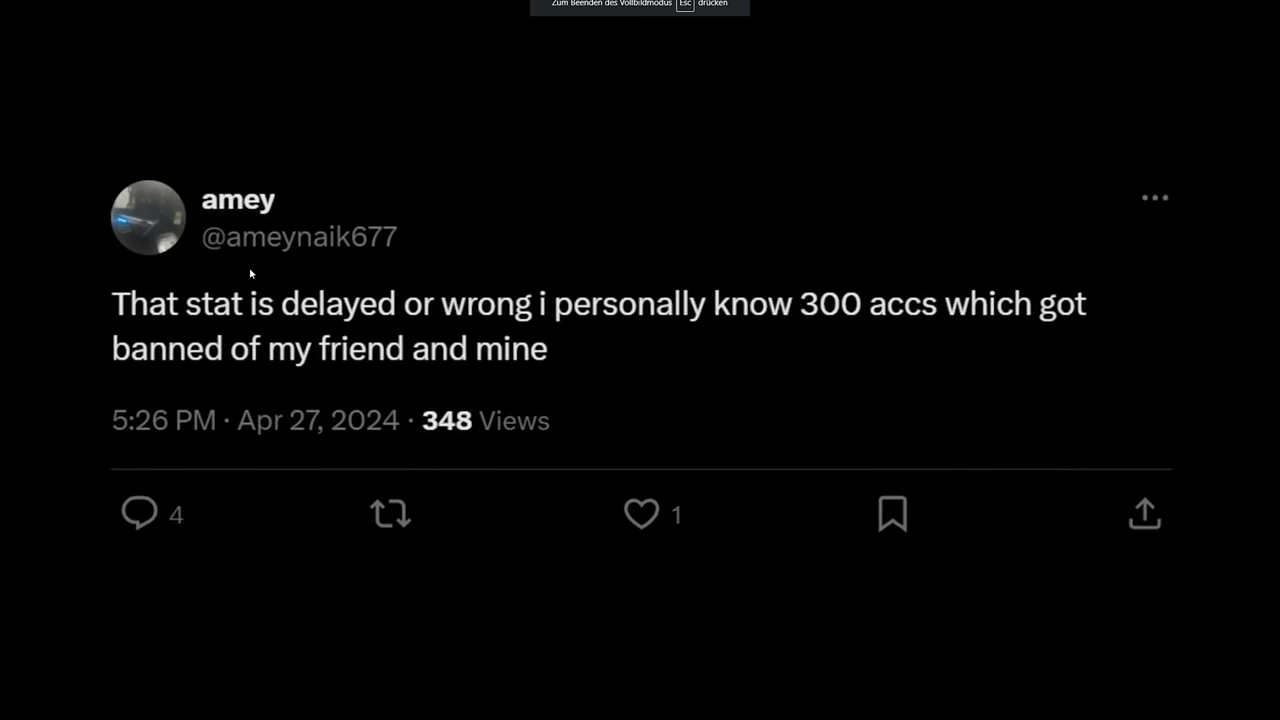 Zum Beenden des Vollbildmodus Esc drücken
amey
@ameynaik677
That stat is delayed or wrong i personally know 300 accs which got
banned of my friend and mine
5:26 PM · Apr 27, 2024 · 348 Views
4 1